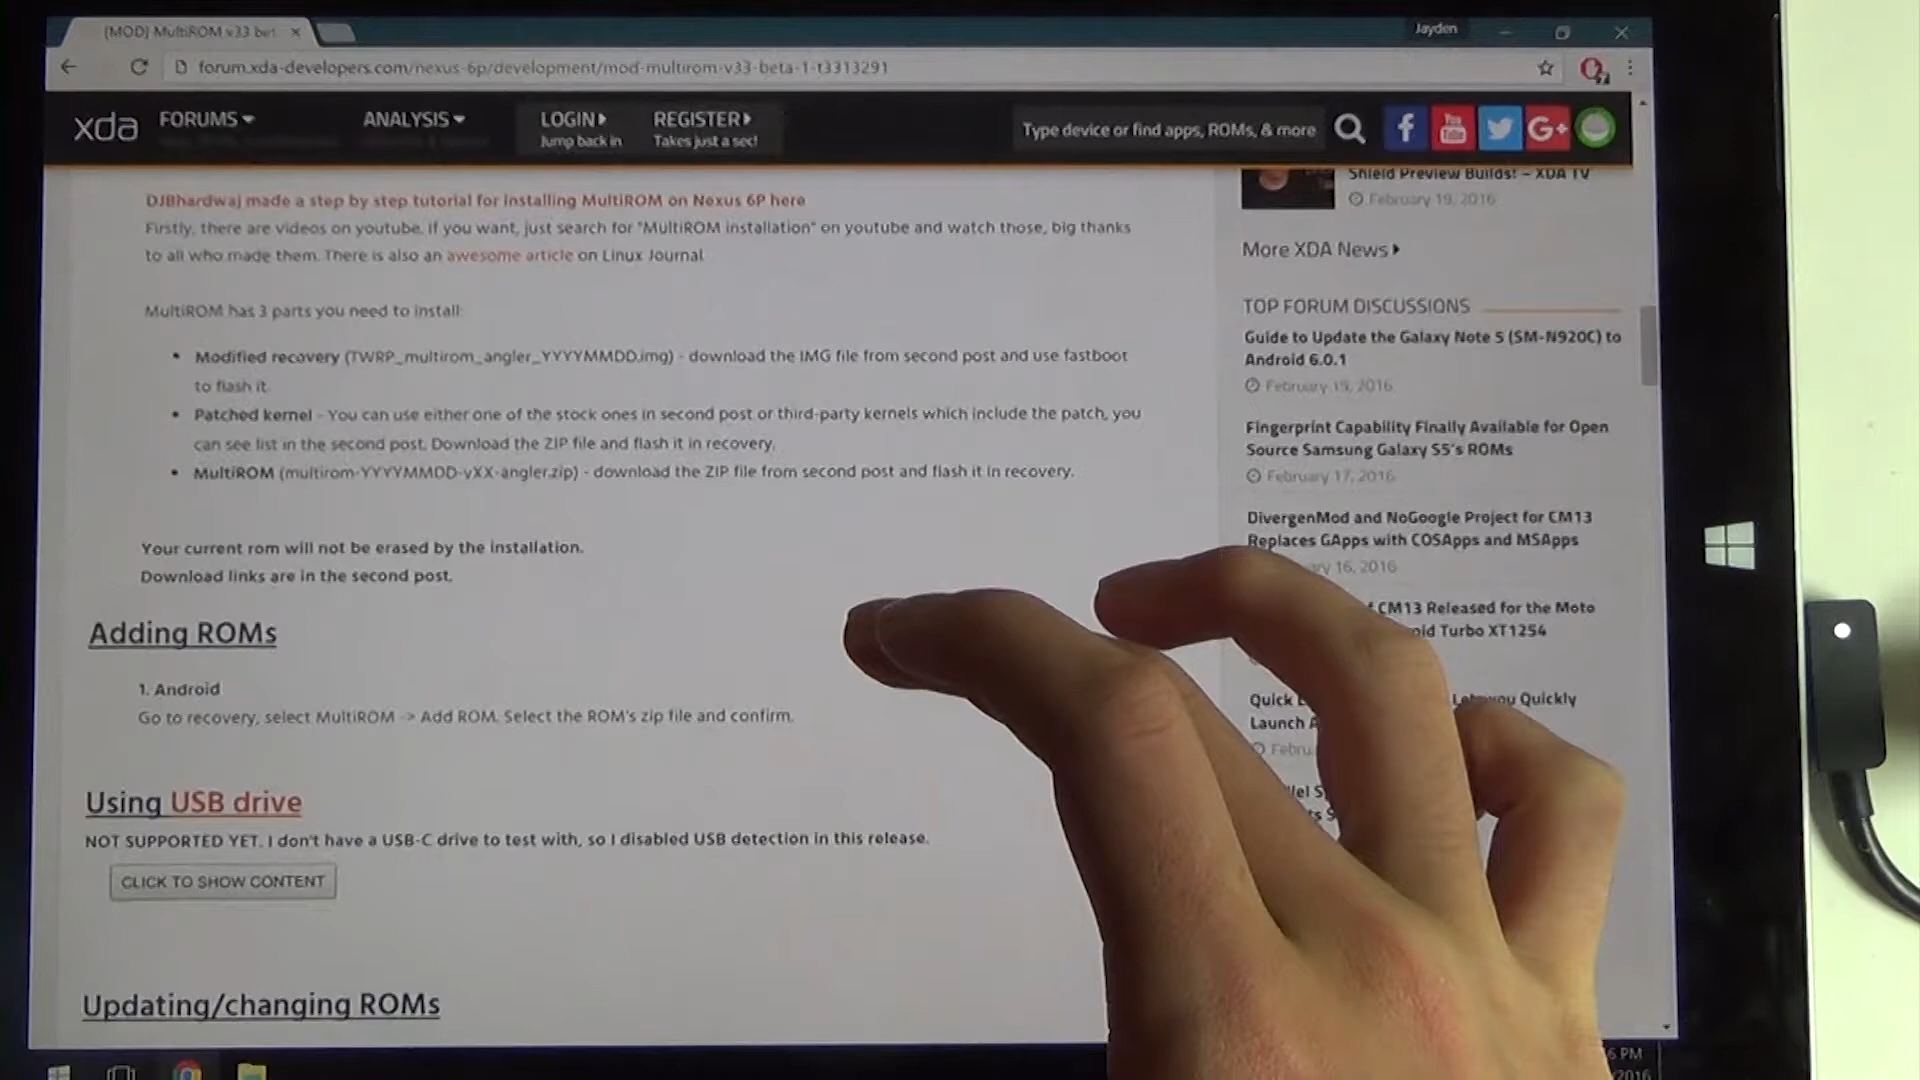 [MOD] MultiROM v33 bet
Jayden
forum.xda-developers.com/nexus-6p/development/mod-multirom-v33-beta-1-t3313291
xda
FORUMS
ANALYSIS
LOGIN
Jump back in
REGISTER
Takes just a sec!
Type device or find apps, ROMs, & more
f
You Tube
G+
DJBhardwaj made a step by step tutorial for installing MultiROM on Nexus 6P here
Firstly, there are videos on youtube. If you want, just search for "MultiROM installation" on youtube and watch those, big thanks
to all who made them. There is also an awesome article on Linux Journal
MultiROM has 3 parts you need to install:
• Modified recovery (TWRP_multirom_angler_YYYYMMDD.img) - download the IMG file from second post and use fastboot
to flash it.
• Patched kernel - You can use either one of the stock ones in second post or third-party kernels which include the patch, you
can see list in the second post. Download the ZIP file and flash it in recovery.
• MultiROM (multirom-YYYYMMDD-vXX-angler.zip) - download the ZIP file from second post and flash it in recovery.
Your current rom will not be erased by the installation.
Download links are in the second post.
Adding ROMs
1. Android
Go to recovery, select MultiROM -> Add ROM. Select the ROM's zip file and confirm.
Using USB drive
NOT SUPPORTED YET. I don't have a USB-C drive to test with, so I disabled USB detection in this release.
CLICK TO SHOW CONTENT
Updating/changing ROMs
Shield Preview Builds! – XDA TV
February 19, 2016
More XDA News
TOP FORUM DISCUSSIONS
Guide to Update the Galaxy Note 5 (SM-N920C) to
Android 6.0.1
February 19, 2016
Fingerprint Capability Finally Available for Open
Source Samsung Galaxy S5's ROMs
February 17, 2016
DivergenMod and NoGoogle Project for CM13
Replaces GApps with COSApps and MSApps
16, 2016
CM13 Released for the Moto
Turbo XT1254
Quick
you Quickly
Launch
PM